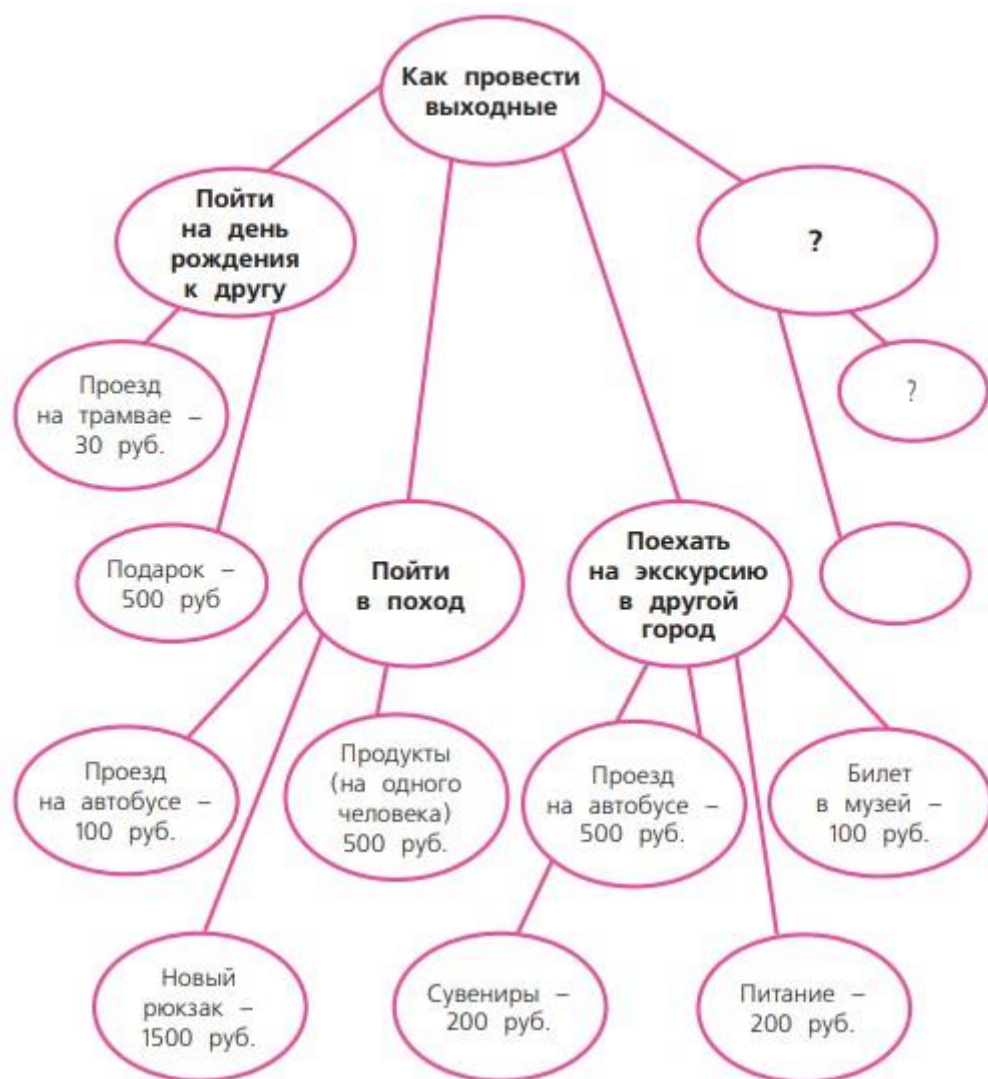 Как провести
выходные
Пойти
на день
рождения
к другу
?
Проезд
на трамвае –
30 руб.
?
Подарок –
500 руб
Пойти
в поход
Поехать
на экскурсию
в другой
город
Проезд
на автобусе –
100 руб.
Продукты
(на одного
человека)
500 руб.
Проезд
на автобусе –
500 руб.
Билет
в музей –
100 руб.
Новый
рюкзак –
1500 руб.
Сувениры –
200 руб.
Питание –
200 руб.